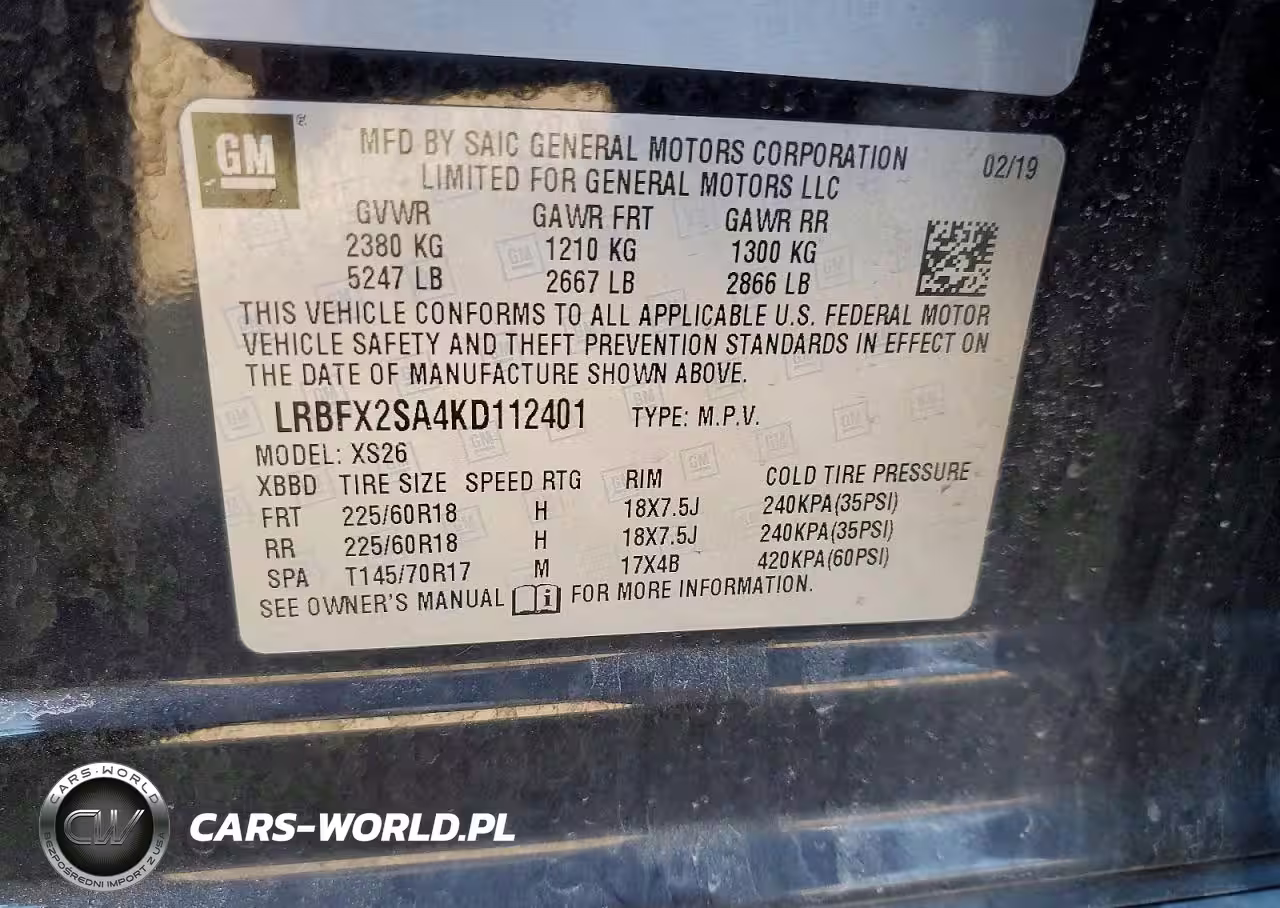 GM ®
MFD BY SAIC GENERAL MOTORS CORPORATION 02/19
LIMITED FOR GENERAL MOTORS LLC
GVWR GAWR FRT GAWR RR
2380 KG 1210 KG 1300 KG
5247 LB 2667 LB 2866 LB
THIS VEHICLE CONFORMS TO ALL APPLICABLE U.S. FEDERAL MOTOR
VEHICLE SAFETY AND THEFT PREVENTION STANDARDS IN EFFECT ON
THE DATE OF MANUFACTURE SHOWN ABOVE.
LRBFX2SA4KD112401 TYPE: M.P.V.
MODEL: XS26
XBBD TIRE SIZE SPEED RTG RIM COLD TIRE PRESSURE
FRT 225/60R18 H 18X7.5J 240KPA(35PSI)
RR 225/60R18 H 18X7.5J 240KPA(35PSI)
SPA T145/70R17 M 17X4B 420KPA(60PSI)
SEE OWNER'S MANUAL i FOR MORE INFORMATION.
CARS-WORLD
CW
BEZPOŚREDNI IMPORT Z USA
CARS-WORLD.PL